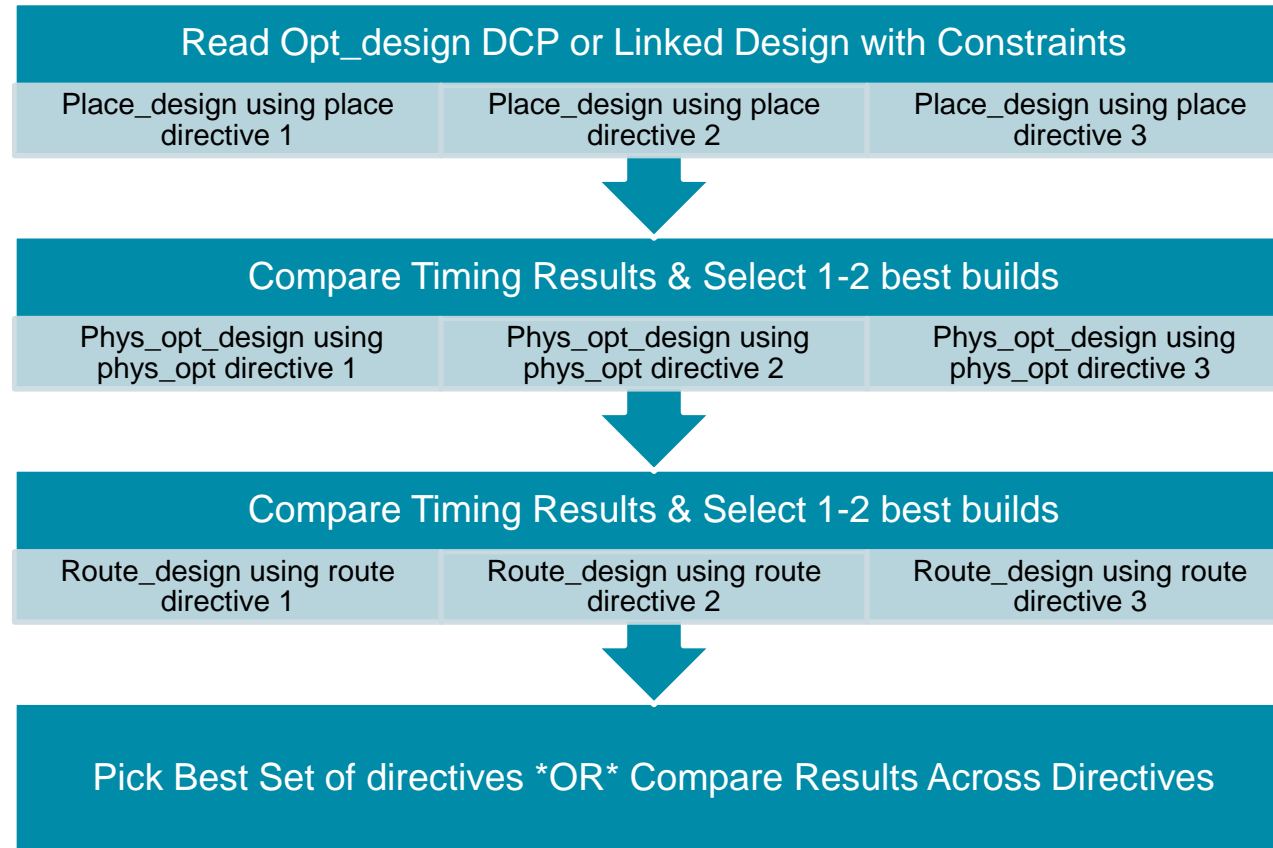 Read Opt_design DCP or Linked Design with Constraints
Place_design using place
directive 1
Place_design using place
directive 2
Place_design using place
directive 3
Compare Timing Results & Select 1-2 best builds
Phys_opt_design using
phys_opt directive 1
Phys_opt_design using
phys_opt directive 2
Phys_opt_design using
phys_opt directive 3
Compare Timing Results & Select 1-2 best builds
Route_design using route
directive 1
Route_design using route
directive 2
Route_design using route
directive 3
Pick Best Set of directives *OR* Compare Results Across Directives